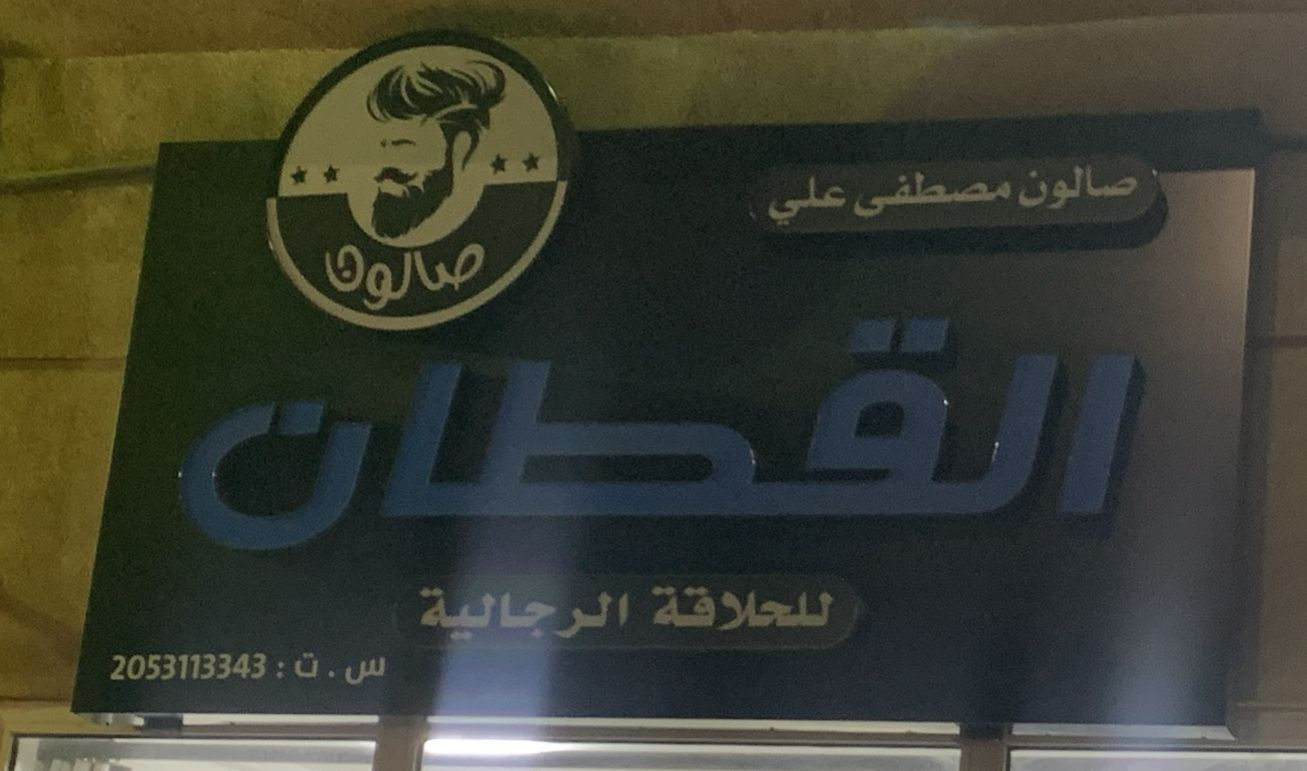 صالون
صالون مصطفى علي
القطان
للحلاقة الرجالية
س . ت : 2053113343